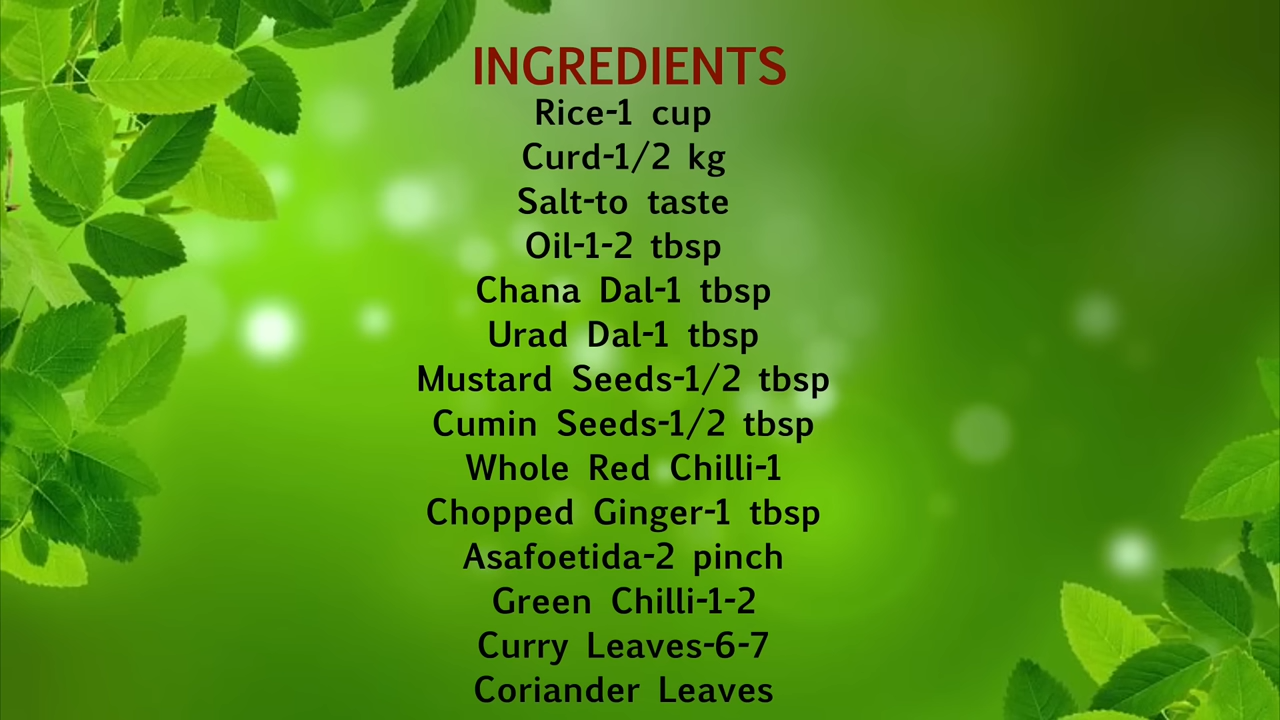 INGREDIENTS
Rice-1 cup
Curd-1/2 kg
Salt-to taste
Oil-1-2 tbsp
Chana Dal-1 tbsp
Urad Dal-1 tbsp
Mustard Seeds-1/2 tbsp
Cumin Seeds-1/2 tbsp
Whole Red Chilli-1
Chopped Ginger-1 tbsp
Asafoetida-2 pinch
Green Chilli-1-2
Curry Leaves-6-7
Coriander Leaves